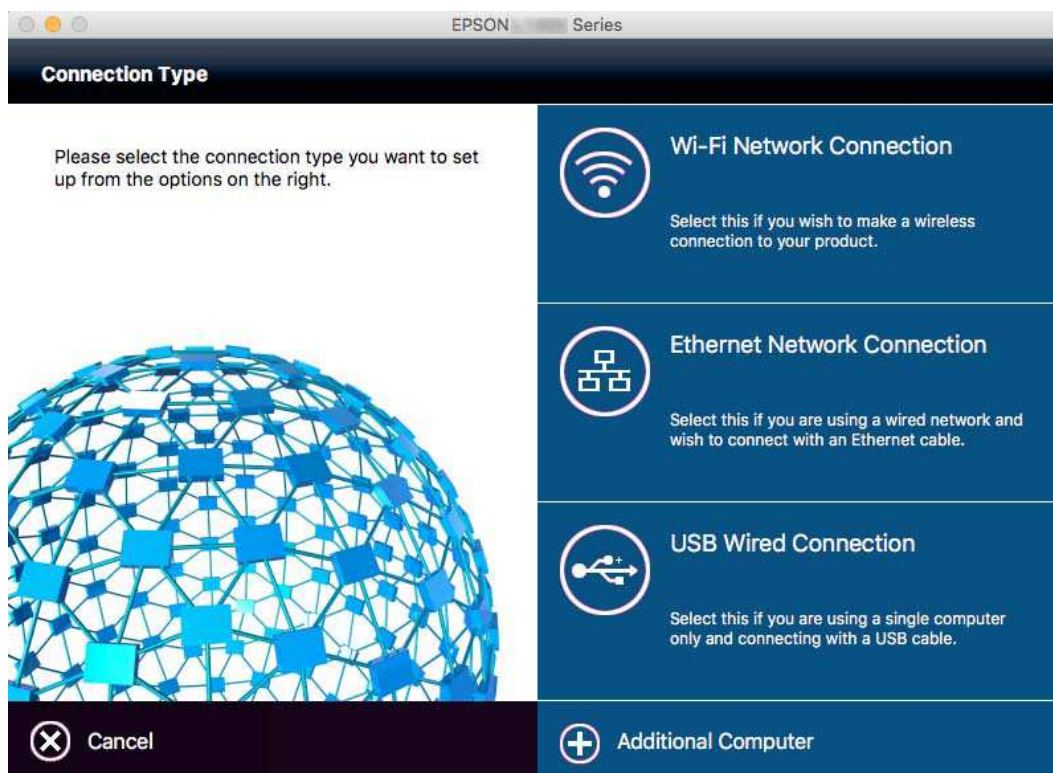 EPSON Series
Connection Type
Please select the connection type you want to set
up from the options on the right.
Wi-Fi Network Connection
Select this if you wish to make a wireless
connection to your product.
Ethernet Network Connection
Select this if you are using a wired network and
wish to connect with an Ethernet cable.
USB Wired Connection
Select this if you are using a single computer
only and connecting with a USB cable.
Cancel
Additional Computer